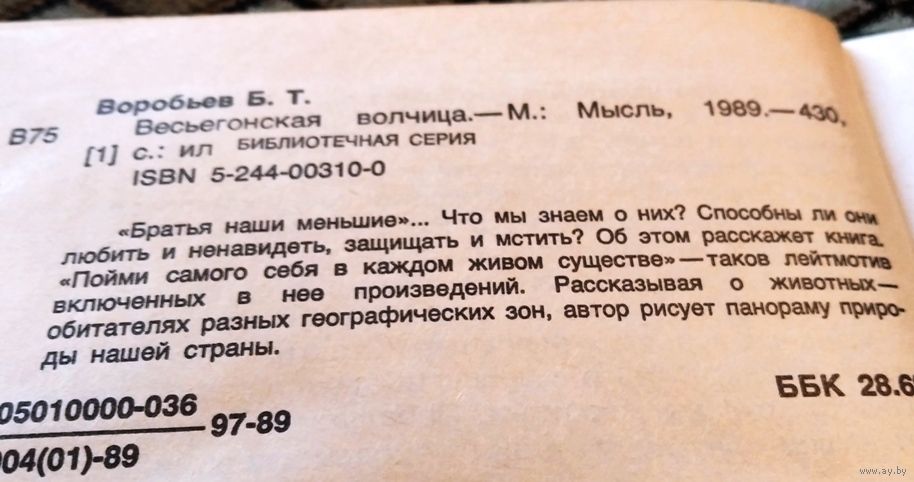 Воробьев Б. Т.
В75 Весьегонская волчица.—М.: Мысль, 1989.—430,
[1] с.: ил БИБЛИОТЕЧНАЯ СЕРИЯ
ISBN 5-244-00310-0
«Братья наши меньшие»... Что мы знаем о них? Способны ли они
любить и ненавидеть, защищать и мстить? Об этом расскажет книга.
«Пойми самого себя в каждом живом существе»—таков лейтмотив
включенных в нее произведений. Рассказывая о животных—
обитателях разных географических зон, автор рисует панораму приро-
ды нашей страны.
05010000-036
97-89
004(01)-89
ББК 28.6
www.ay.by